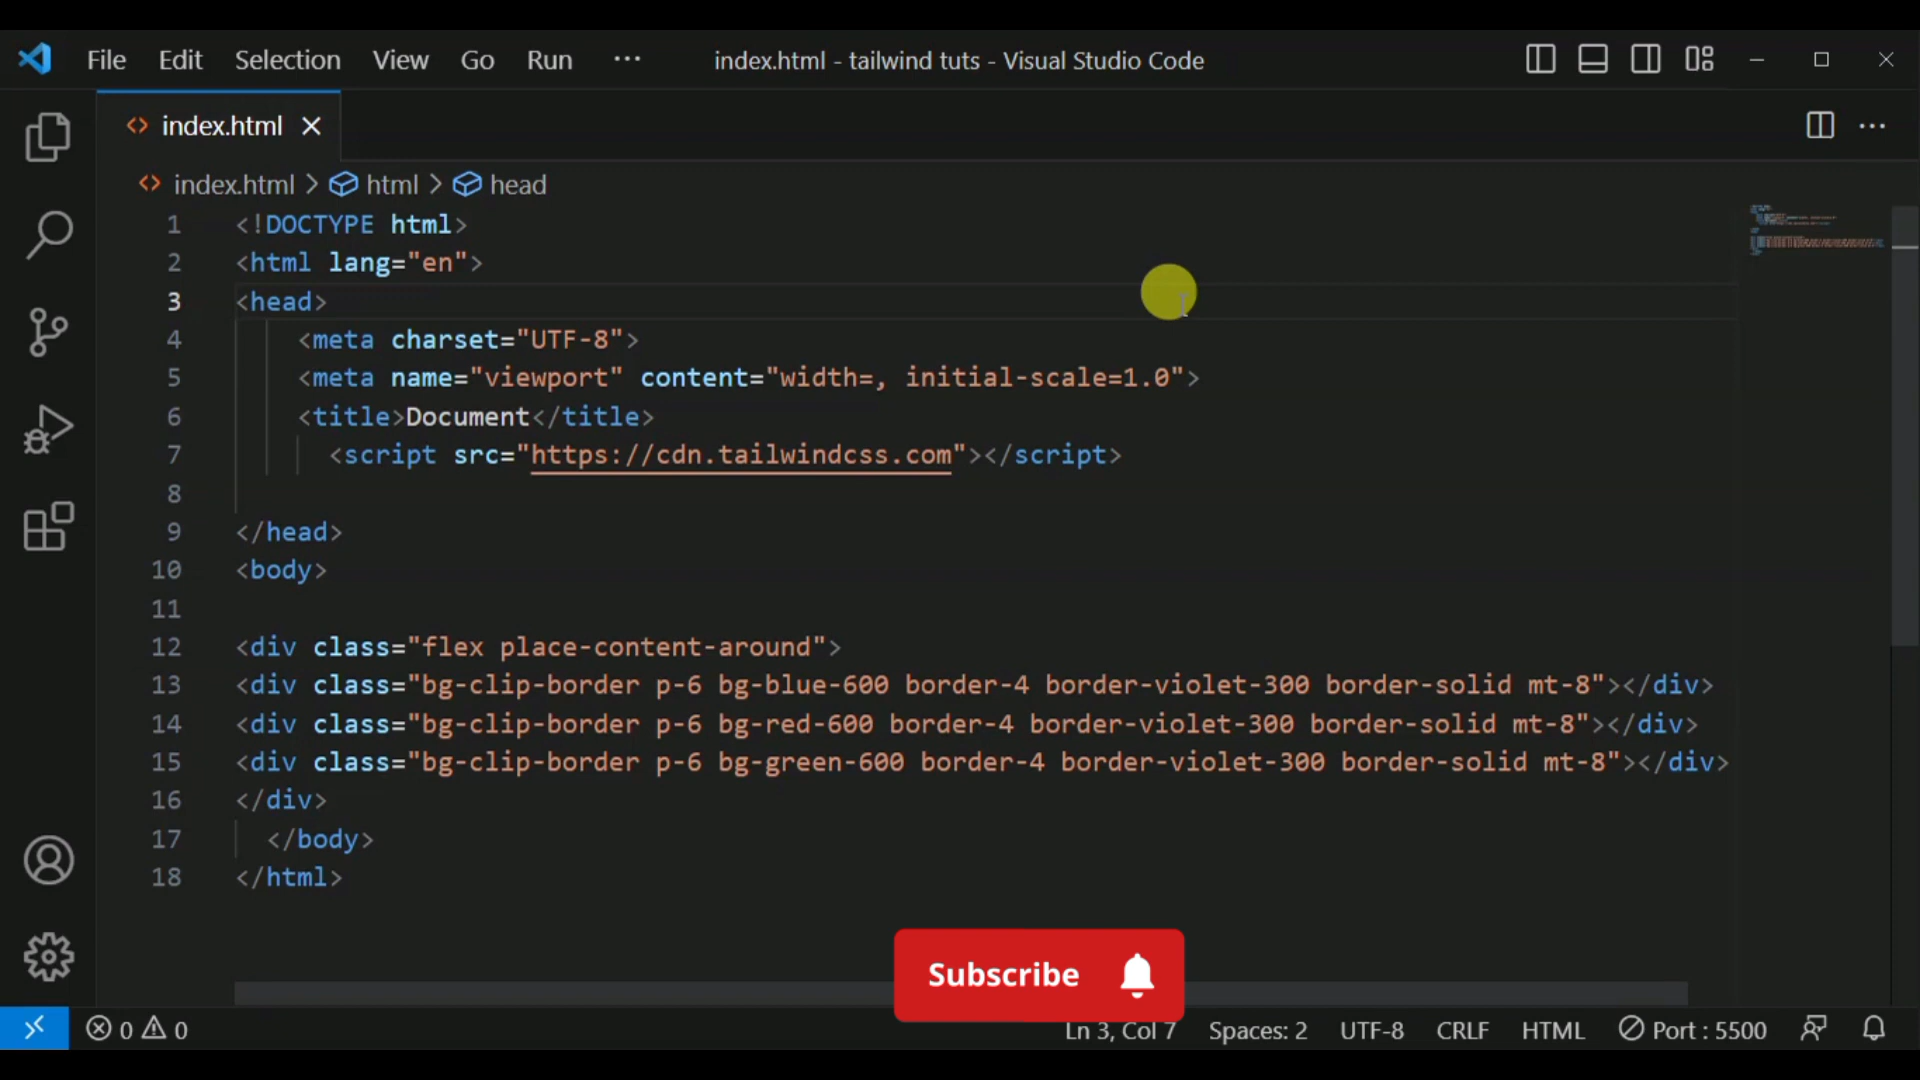 File Edit Selection View Go Run ··· index.html - tailwind tuts - Visual Studio Code
index.html
index.html > html > head
1 <!DOCTYPE html>
2 <html lang="en">
3 <head>
4 <meta charset="UTF-8">
5 <meta name="viewport" content="width=, initial-scale=1.0">
6 <title>Document</title>
7 <script src="https://cdn.tailwindcss.com"></script>
8
9 </head>
10 <body>
11
12 <div class="flex place-content-around">
13 <div class="bg-clip-border p-6 bg-blue-600 border-4 border-violet-300 border-solid mt-8"></div>
14 <div class="bg-clip-border p-6 bg-red-600 border-4 border-violet-300 border-solid mt-8"></div>
15 <div class="bg-clip-border p-6 bg-green-600 border-4 border-violet-300 border-solid mt-8"></div>
16 </div>
17 </body>
18 </html>
Subscribe
0 0 Ln 3, Col 7 Spaces: 2 UTF-8 CRLF HTML Port : 5500